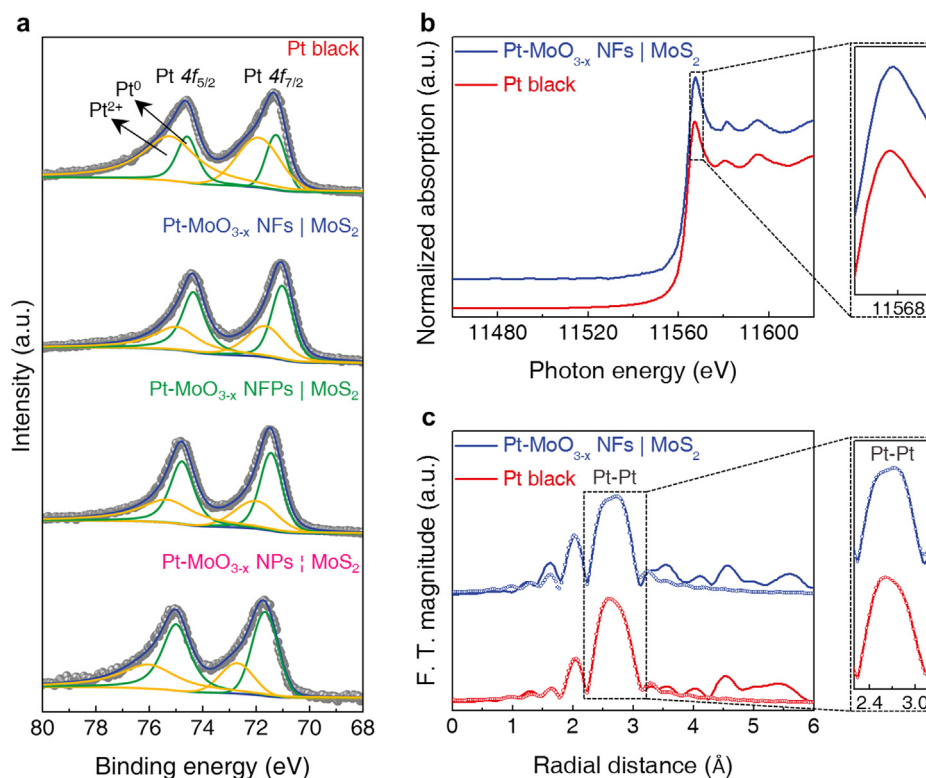 a
Pt black
Pt 4f5/2 Pt 4f7/2
Pt2+ Pt0
Pt-MoO3-x NFs | MoS2
Pt-MoO3-x NFPs | MoS2
Pt-MoO3-x NPs ¦ MoS2
Intensity (a.u.)
80 78 76 74 72 70 68
Binding energy (eV)
b
Pt-MoO3-x NFs | MoS2
Pt black
Normalized absorption (a.u.)
11480 11520 11560 11600
Photon energy (eV)
11568
c
Pt-MoO3-x NFs | MoS2
Pt black
Pt-Pt
F. T. magnitude (a.u.)
0 1 2 3 4 5 6
Radial distance (Å)
Pt-Pt
2.4 3.0